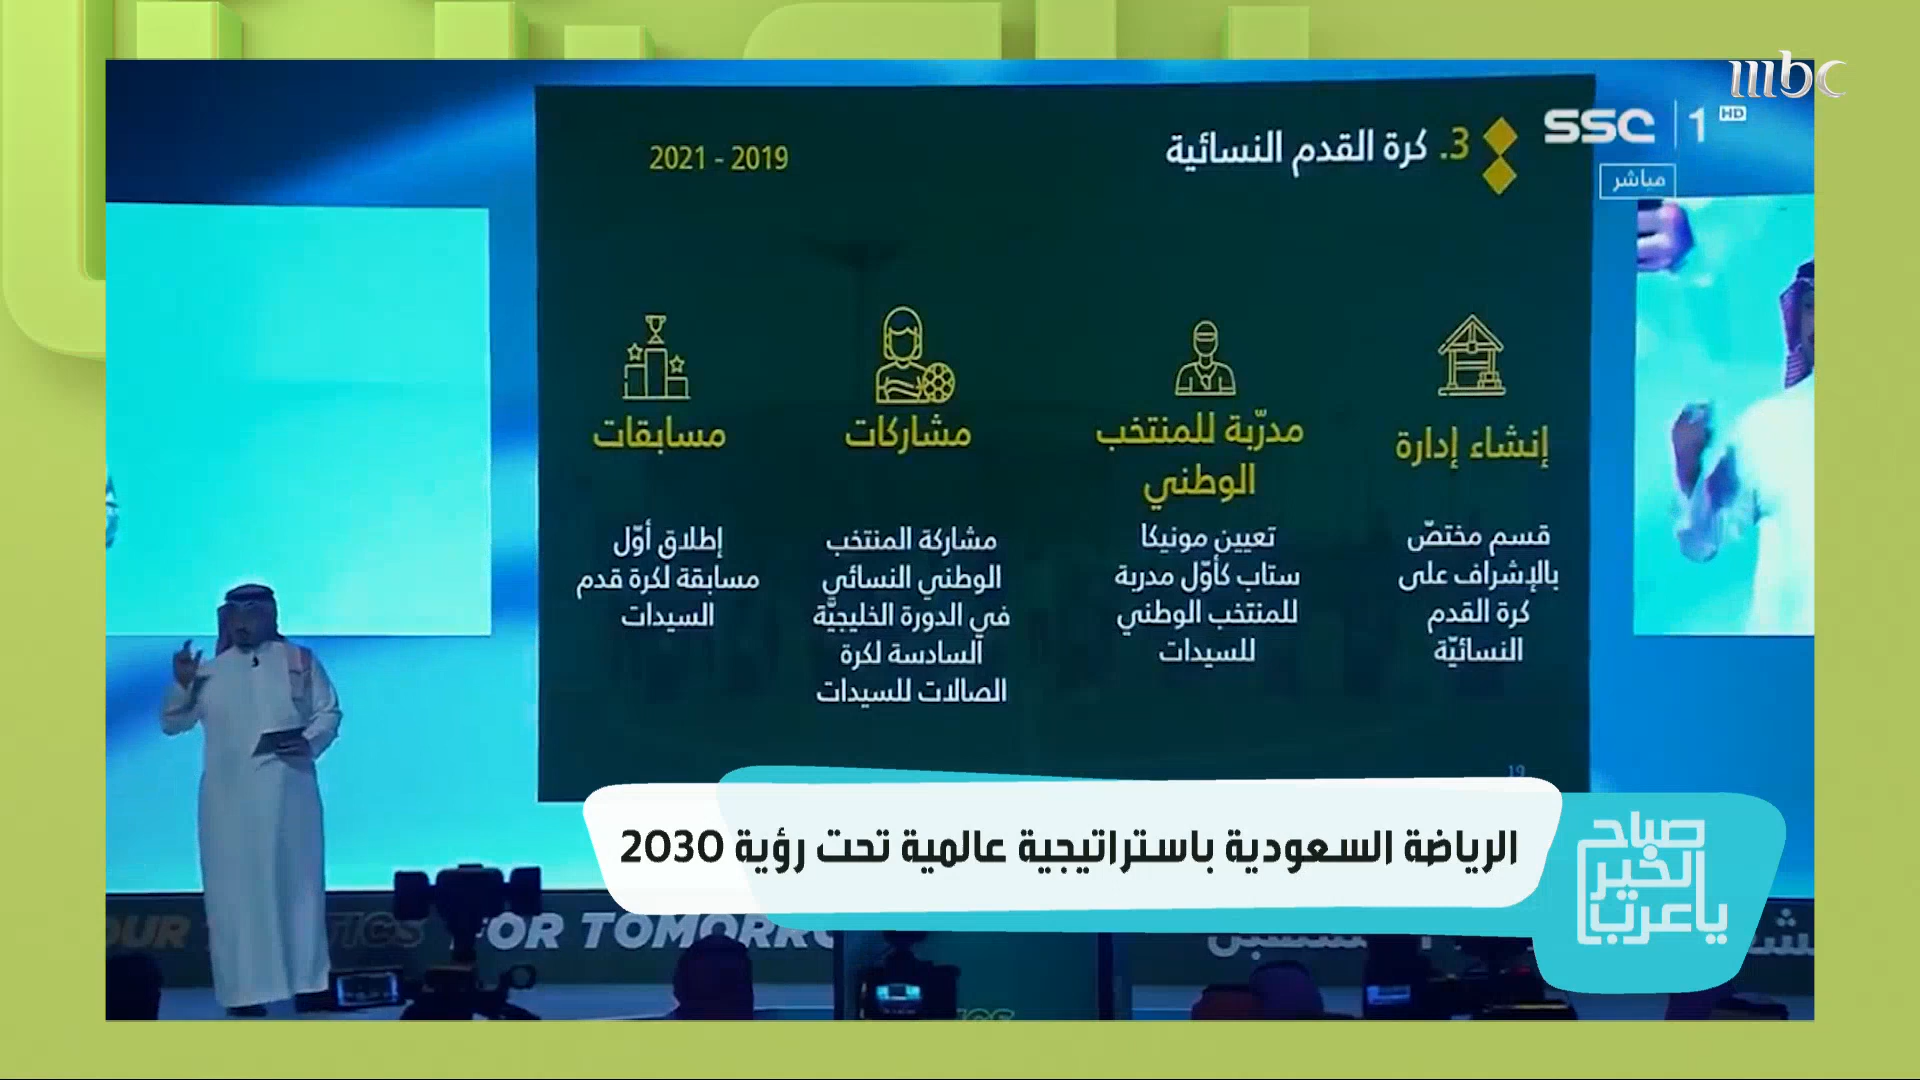 mbc
SSC 1 HD
مباشر
3. كرة القدم النسائية
2019 - 2021
إنشاء إدارة
قسم مختصّ
بالإشراف على
كرة القدم
النسائيّة
مدرّبة للمنتخب
الوطني
تعيين مونيكا
ستاب كأوّل مدربة
للمنتخب الوطني
للسيدات
مشاركات
مشاركة المنتخب
الوطني النسائي
في الدورة الخليجيَّة
السادسة لكرة
الصالات للسيدات
مسابقات
إطلاق أوّل
مسابقة لكرة قدم
السيدات
19
الرياضة السعودية باستراتيجية عالمية تحت رؤية 2030
صباح
الخير
ياعرب
FOR TOMORRO